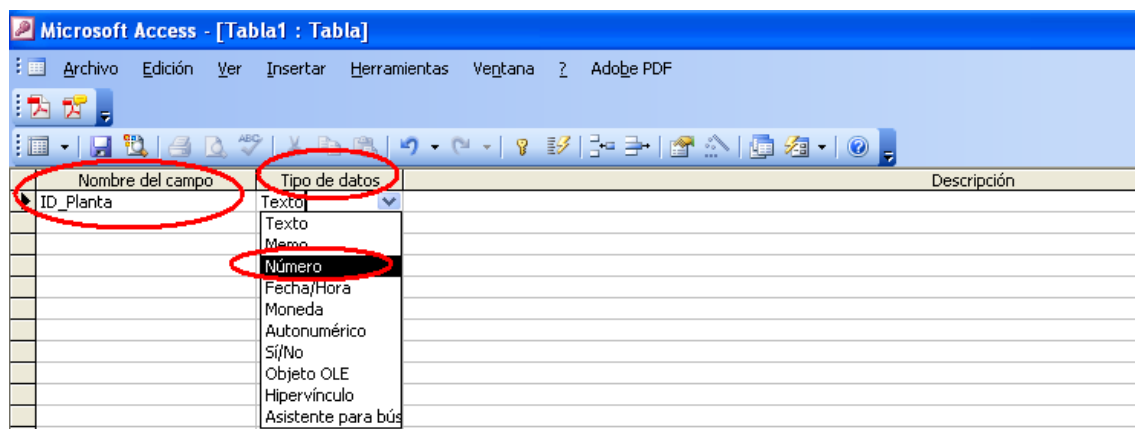 Microsoft Access - [Tabla1 : Tabla]
Archivo Edición Ver Insertar Herramientas Ventana ? Adobe PDF
Nombre del campo Tipo de datos Descripción
ID_Planta Texto
Texto
Memo
Número
Fecha/Hora
Moneda
Autonumérico
Sí/No
Objeto OLE
Hipervínculo
Asistente para bús